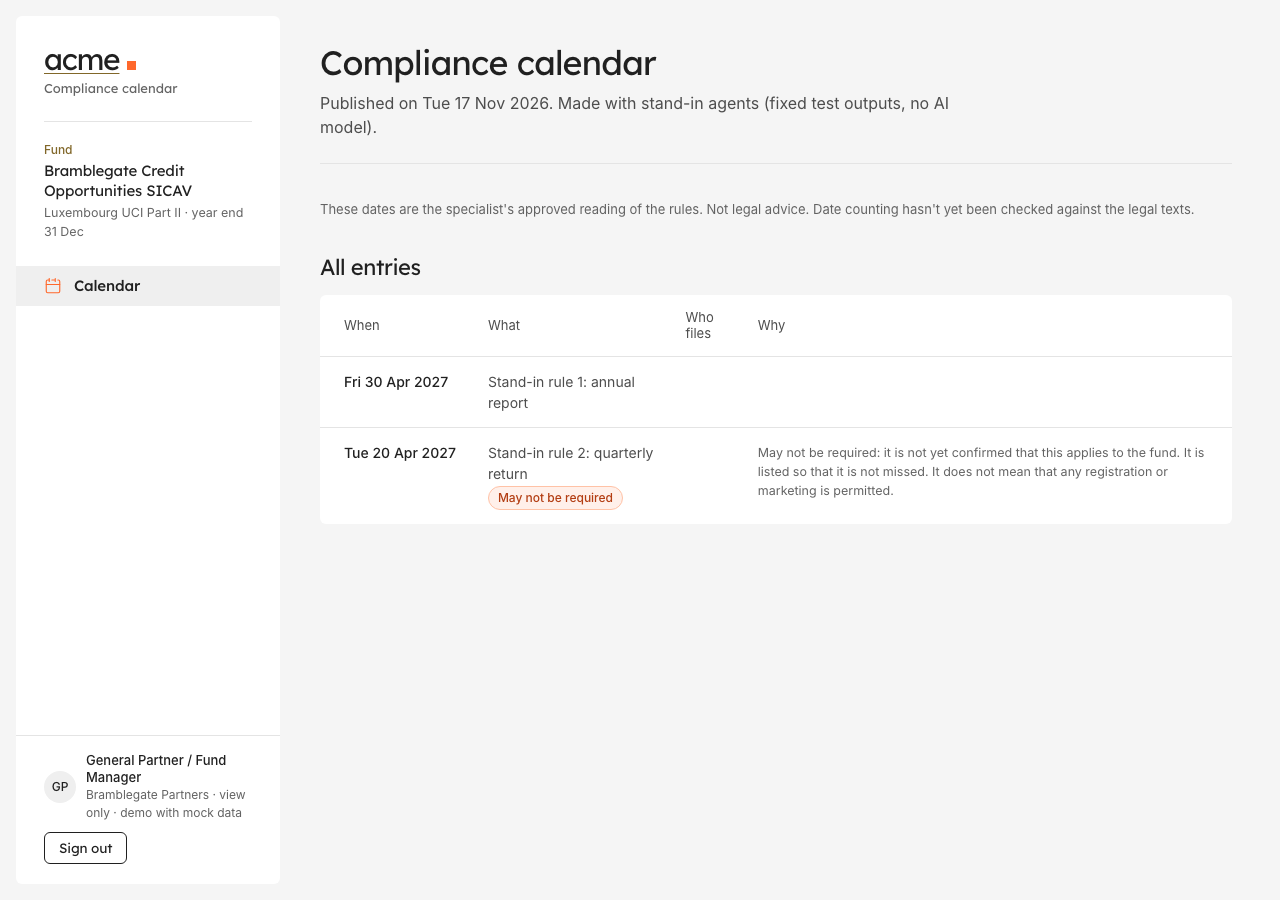 acme
Compliance calendar
Fund
Bramblegate Credit
Opportunities SICAV
Luxembourg UCI Part II · year end
31 Dec
Calendar
General Partner / Fund
Manager
GP
Bramblegate Partners · view
only · demo with mock data
Sign out
Compliance calendar
Published on Tue 17 Nov 2026. Made with stand-in agents (fixed test outputs, no AI
model).
These dates are the specialist's approved reading of the rules. Not legal advice. Date counting hasn't yet been checked against the legal texts.
All entries
When What Who files Why
Fri 30 Apr 2027 Stand-in rule 1: annual
report
Tue 20 Apr 2027 Stand-in rule 2: quarterly
return
May not be required
May not be required: it is not yet confirmed that this applies to the fund. It is
listed so that it is not missed. It does not mean that any registration or
marketing is permitted.